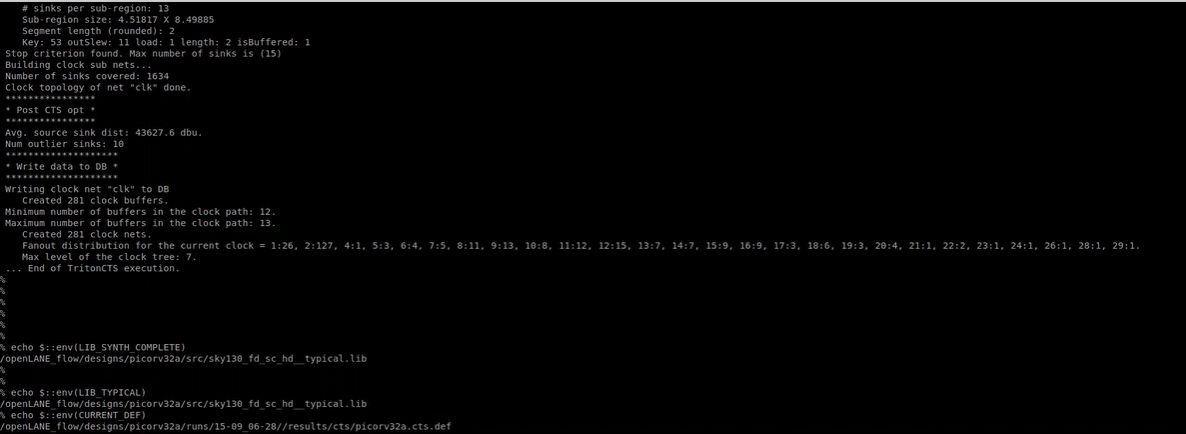 # sinks per sub-region: 13
Sub-region size: 4.51817 X 8.49885
Segment length (rounded): 2
Key: 53 outSlew: 11 load: 1 length: 2 isBuffered: 1
Stop criterion found. Max number of sinks is (15)
Building clock sub nets...
Number of sinks covered: 1634
Clock topology of net "clk" done.
****************
* Post CTS opt *
****************
Avg. source sink dist: 43627.6 dbu.
Num outlier sinks: 10
********************
* Write data to DB *
********************
Writing clock net "clk" to DB
Created 281 clock buffers.
Minimum number of buffers in the clock path: 12.
Maximum number of buffers in the clock path: 13.
Created 281 clock nets.
Fanout distribution for the current clock = 1:26, 2:127, 4:1, 5:3, 6:4, 7:5, 8:11, 9:13, 10:8, 11:12, 12:15, 13:7, 14:7, 15:9, 16:9, 17:3, 18:6, 19:3, 20:4, 21:1, 22:2, 23:1, 24:1, 26:1, 28:1, 29:1.
Max level of the clock tree: 7.
... End of TritonCTS execution.
%
%
%
%
%
%
% echo $::env(LIB_SYNTH_COMPLETE)
/openLANE_flow/designs/picorv32a/src/sky130_fd_sc_hd__typical.lib
%
%
% echo $::env(LIB_TYPICAL)
/openLANE_flow/designs/picorv32a/src/sky130_fd_sc_hd__typical.lib
% echo $::env(CURRENT_DEF)
/openLANE_flow/designs/picorv32a/runs/15-09_06-28//results/cts/picorv32a.cts.def